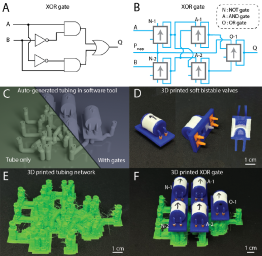 A
XOR gate
A
B
Q
B
XOR gate
N : NOT gate
A : AND gate
O : OR gate
N-1
A-1
A
O-1
Q
B
N-2
A-2
C
Auto-generated tubing in software tool
Tube only
With gates
D
3D printed soft bistable valves
1 cm
E
3D printed tubing network
1 cm
F
3D printed XOR gate
N-1
A-1
O-1
N-2
1 cm